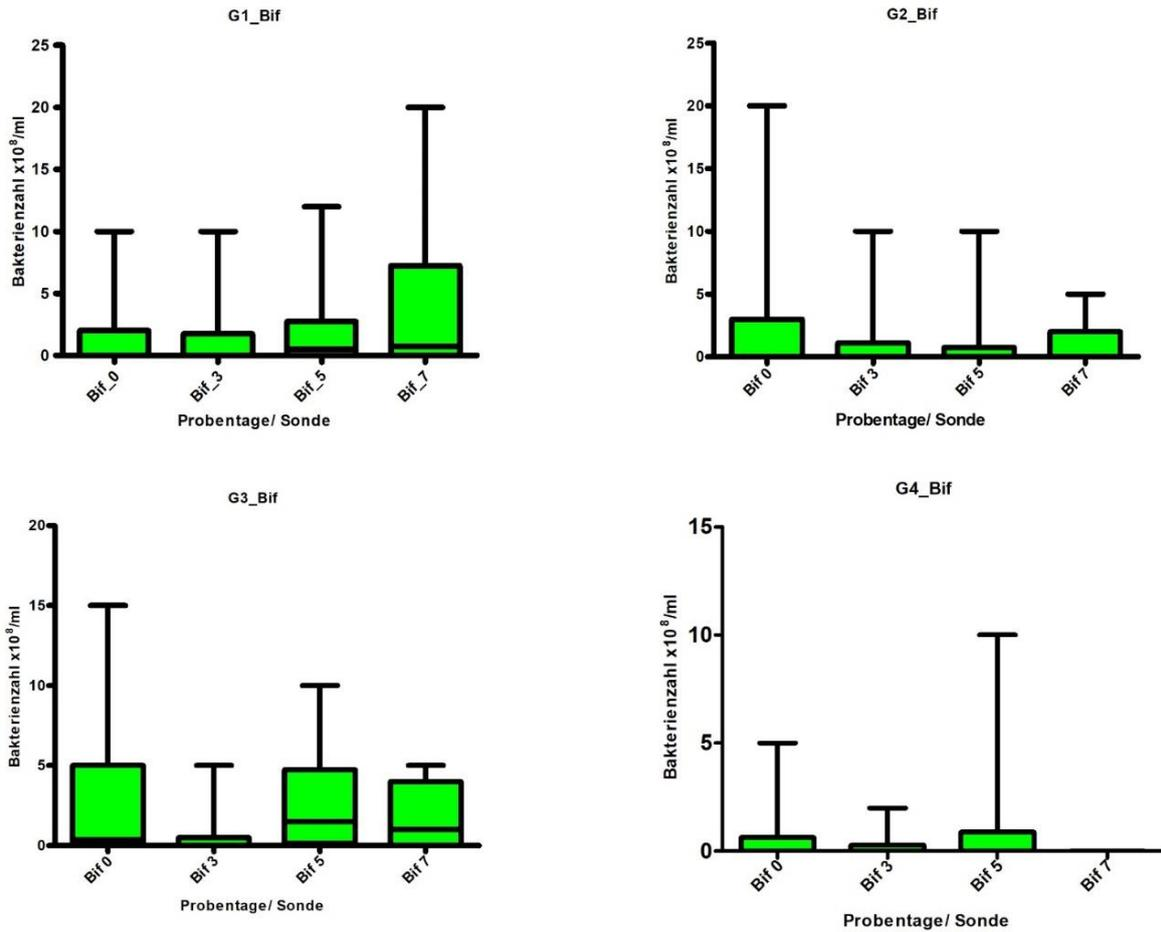 G1_Bif
Bakterienzahl x10⁸/ml
25
20
15
10
5
0
Bif_0 Bif_3 Bif_5 Bif_7
Probentage/ Sonde
G2_Bif
Bakterienzahl x10⁸/ml
25
20
15
10
5
0
Bif 0 Bif 3 Bif 5 Bif 7
Probentage/ Sonde
G3_Bif
Bakterienzahl x10⁸/ml
20
15
10
5
0
Bif 0 Bif 3 Bif 5 Bif 7
Probentage/ Sonde
G4_Bif
Bakterienzahl x10⁸/ml
15
10
5
0
Bif 0 Bif 3 Bif 5 Bif 7
Probentage/ Sonde